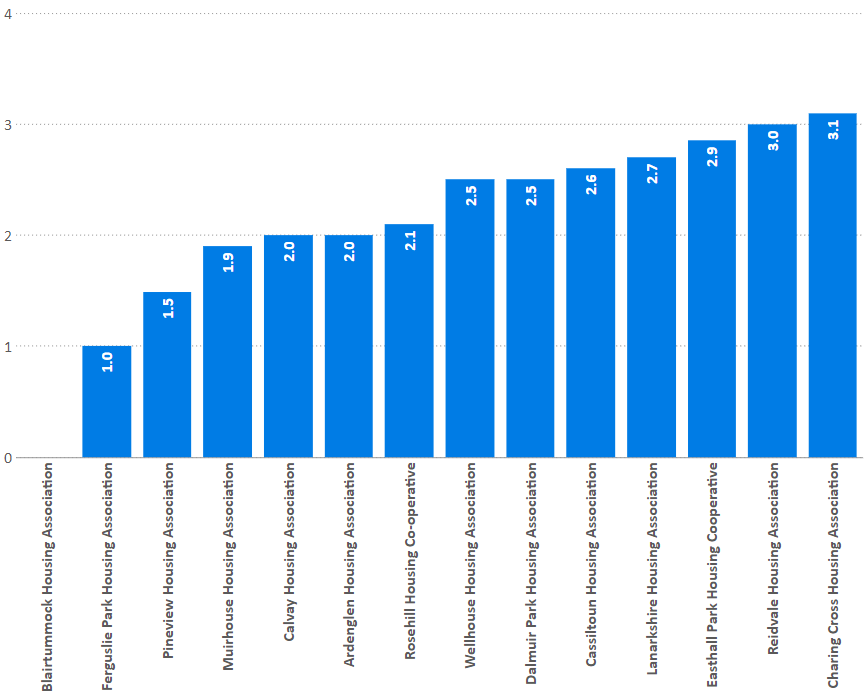 4
3
2
1
0
1.0
1.5
1.9
2.0
2.0
2.1
2.5
2.5
2.6
2.7
2.9
3.0
3.1
Blairtummock Housing Association
Ferguslie Park Housing Association
Pineview Housing Association
Muirhouse Housing Association
Calvay Housing Association
Ardenglen Housing Association
Rosehill Housing Co-operative
Wellhouse Housing Association
Dalmuir Park Housing Association
Cassiltoun Housing Association
Lanarkshire Housing Association
Easthall Park Housing Cooperative
Reidvale Housing Association
Charing Cross Housing Association